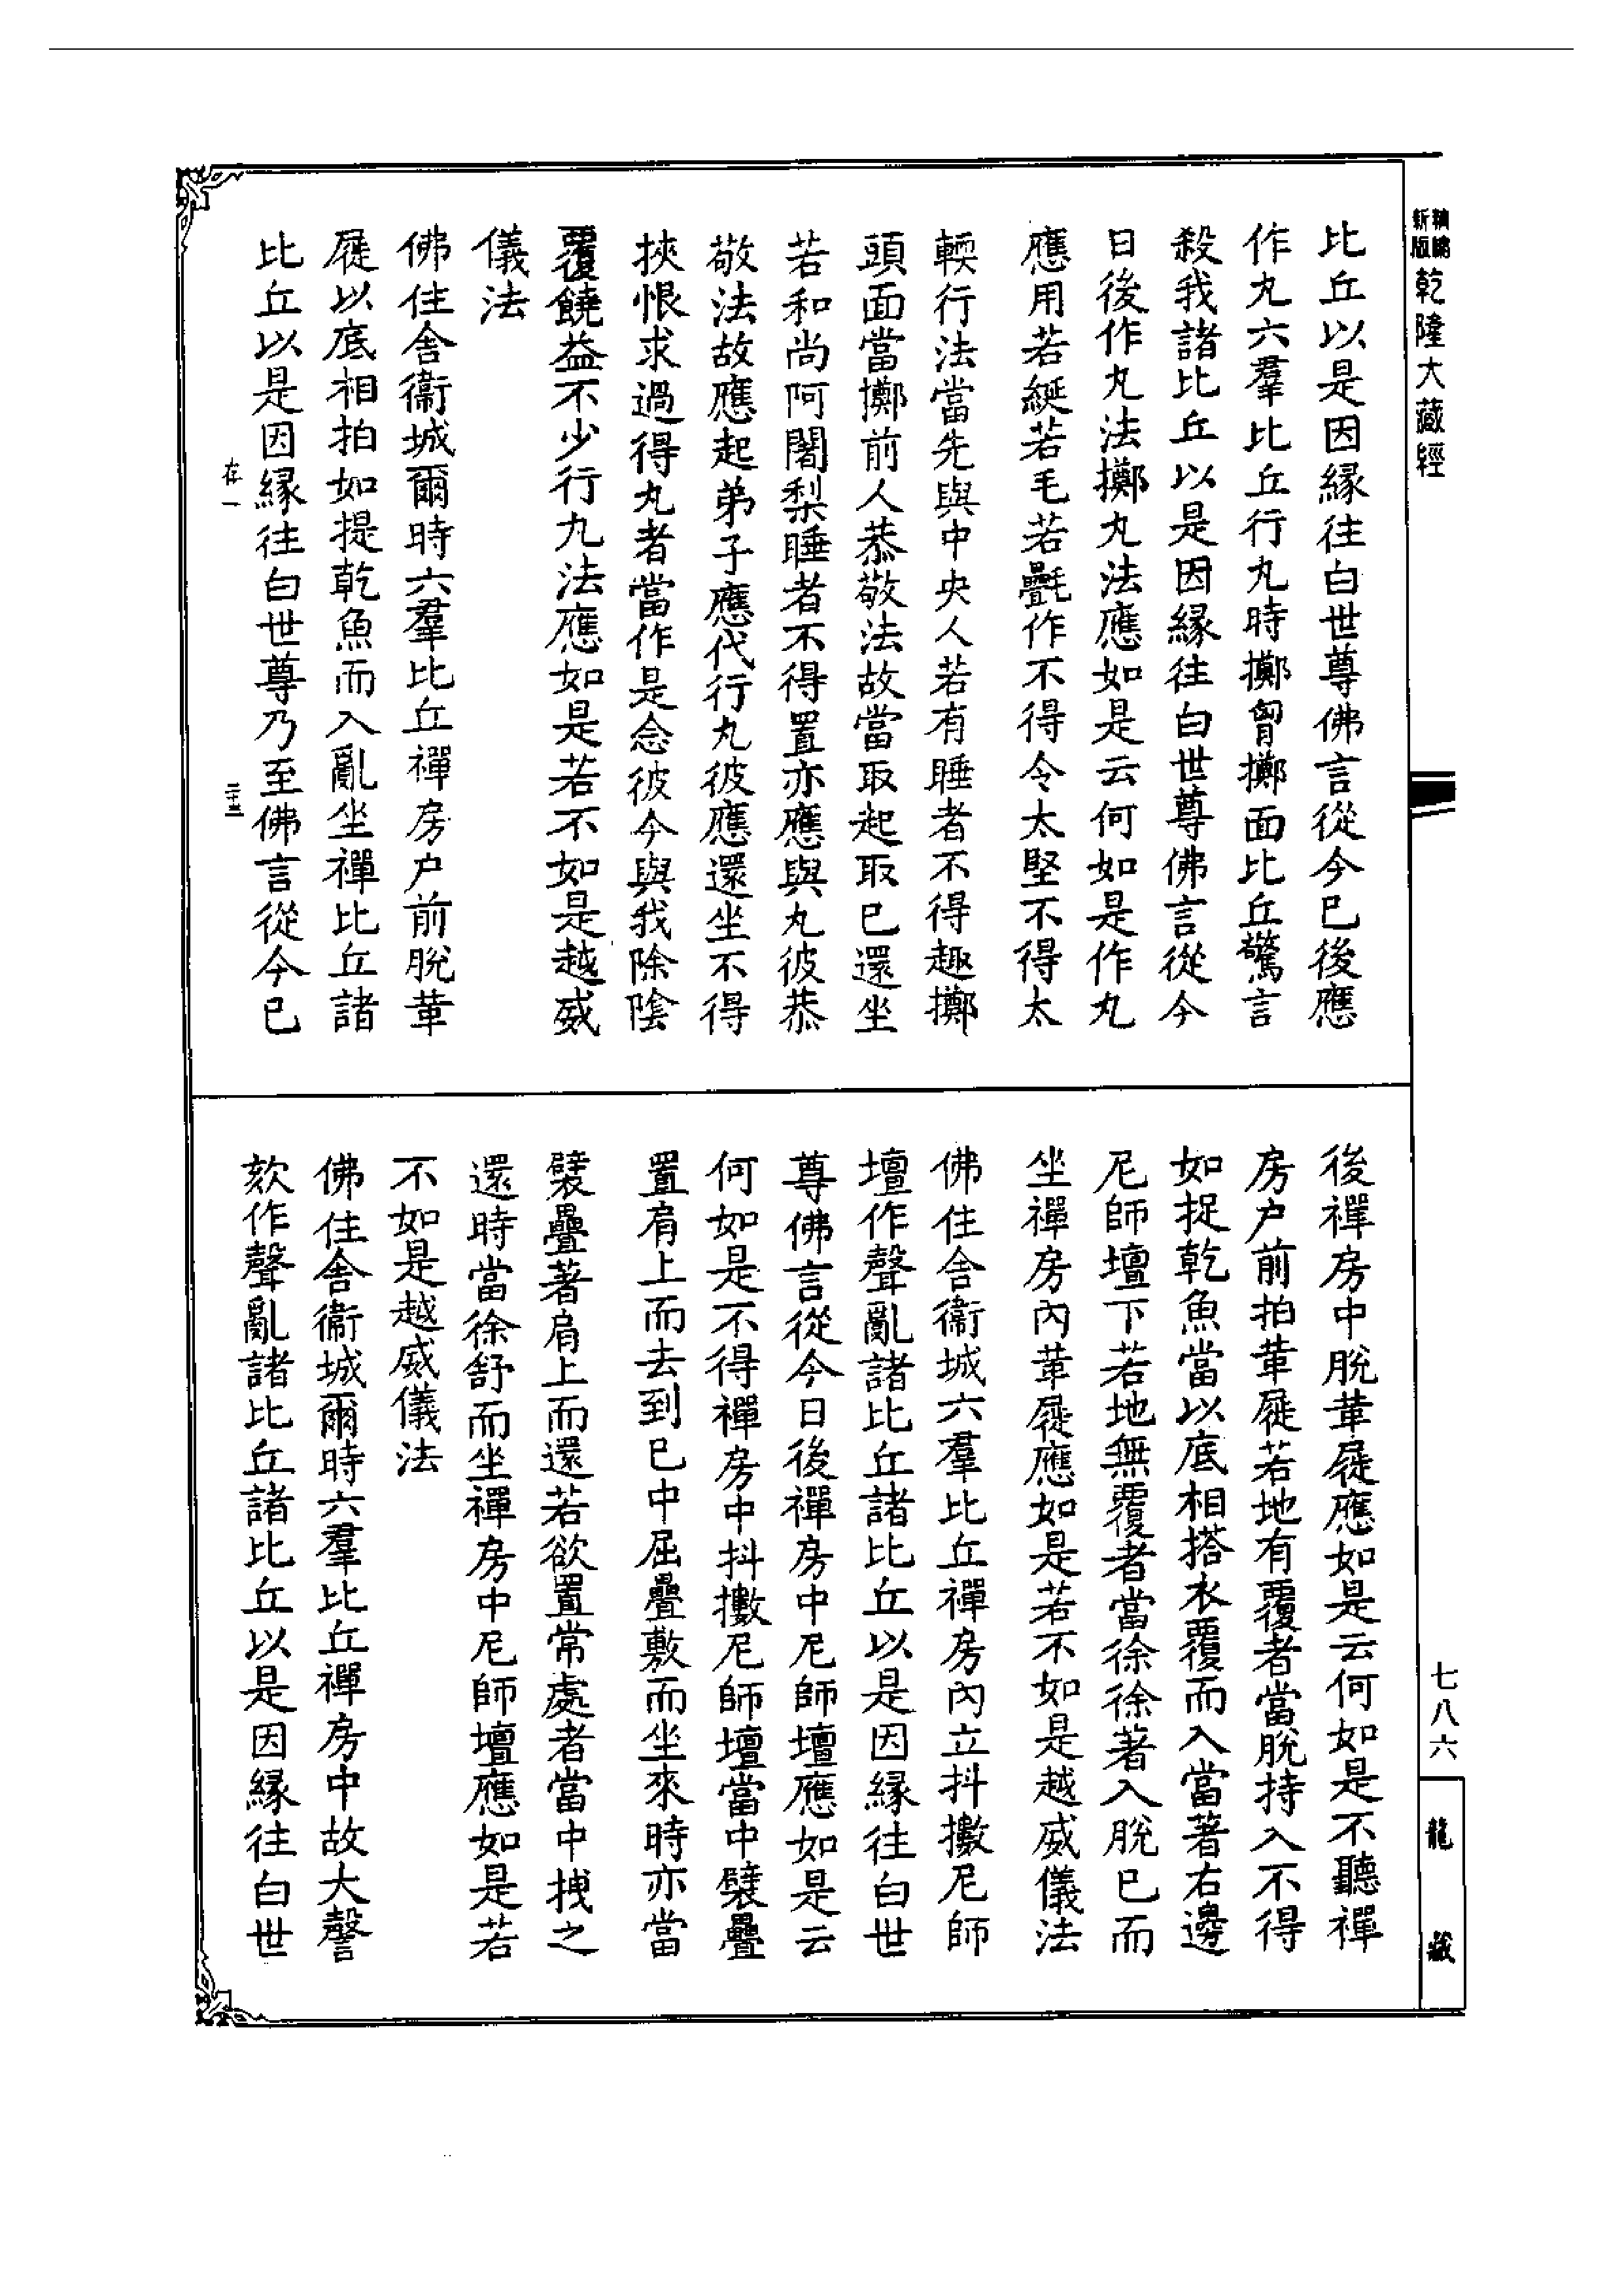 新編縮版 乾隆大藏經
比丘以是因緣往白世尊佛言從今已後應
作丸六羣比丘行丸時擲胷擲面比丘驚言
殺我諸比丘以是因緣往白世尊佛言從今
日後作丸法擲丸法應如是云何如是作丸
應用若綖若毛若㲲作不得令太堅不得太
輭行法當先與中央人若有睡者不得趣擲
頭面當擲前人恭敬法故當取起取已還坐
若和尚阿闍梨睡者不得置亦應與丸彼恭
敬法故應起弟子應代行丸彼應還坐不得
挾恨求過得丸者當作是念彼今與我除陰
覆饒益不少行丸法應如是若不如是越威
儀法
佛住舍衞城爾時六羣比丘禪房户前脫革
屣以底相拍如提乾魚而入亂坐禪比丘諸
比丘以是因緣往白世尊乃至佛言從今已
存一
後禪房中脫革屣應如是云何如是不聽禪
房户前拍革屣若地有覆者當脫持入不得
如捉乾魚當以底相搭衣覆而入當著右邊
尼師壇下若地無覆者當徐徐著入脫已而
坐禪房內革屣應如是若不如是越威儀法
佛住舍衞城六羣比丘禪房內立抖擻尼師
壇作聲亂諸比丘諸比丘以是因緣往白世
尊佛言從今日後禪房中尼師壇應如是云
何如是不得禪房中抖擻尼師壇當中襞疊
置肩上而去到已中屈疊敷而坐來時亦當
襞疊著肩上而還若欲置常處者當中拽之
還時當徐舒而坐禪房中尼師壇應如是若
不如是越威儀法
佛住舍衞城爾時六羣比丘禪房中故大謦
欬作聲亂諸比丘諸比丘以是因緣往白世
七八六
龍藏